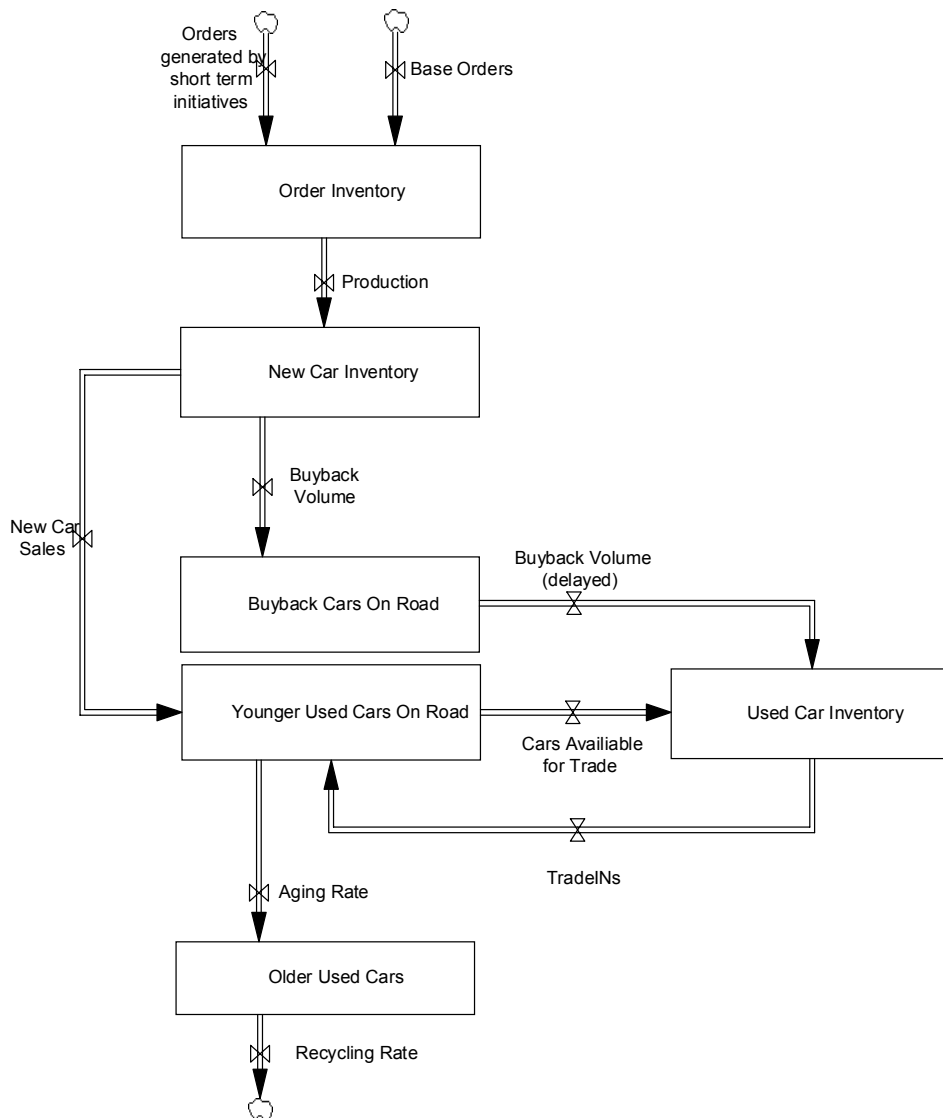 Orders
generated by
short term
initiatives
Base Orders
Order Inventory
Production
New Car Inventory
Buyback
Volume
New Car
Sales
Buyback Volume
(delayed)
Buyback Cars On Road
Younger Used Cars On Road
Used Car Inventory
Cars Availiable
for Trade
TradeINs
Aging Rate
Older Used Cars
Recycling Rate